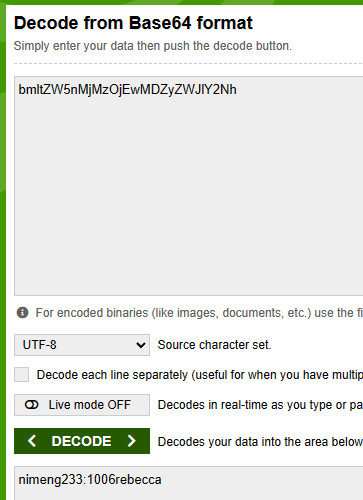 Decode from Base64 format
Simply enter your data then push the decode button.
bmltZW5nMjMzOjEwMDZyZWJlY2Nh
For encoded binaries (like images, documents, etc.) use the fi
UTF-8 Source character set.
Decode each line separately (useful for when you have multip
Live mode OFF Decodes in real-time as you type or pa
DECODE Decodes your data into the area below
nimeng233:1006rebecca